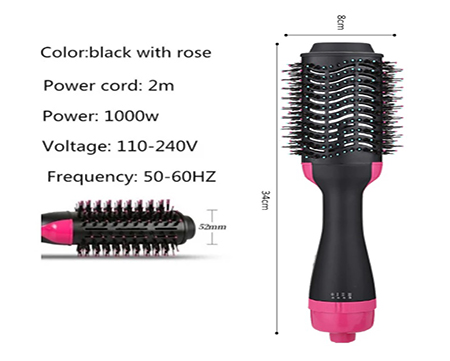 Color:black with rose
Power cord: 2m
Power: 1000w
Voltage: 110-240V
Frequency: 50-60HZ
52mm
8cm
34cm